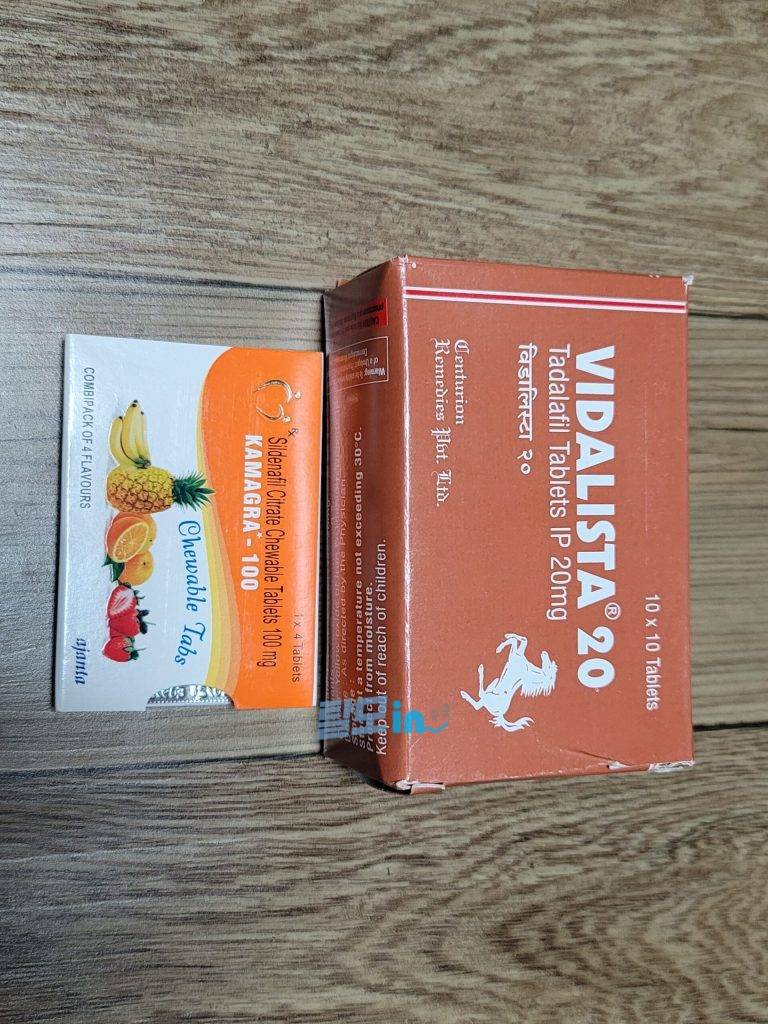 10 x 10 Tablets
VIDALISTA® 20
Tadalafil Tablets IP 20mg
विडालिस्टा २०
Centurion
Remedies Pvt. Ltd.
As directed by the Physician
at a temperature not exceeding 30°C.
from moisture.
Keep out of reach of children.
1 x 4 Tablets
KAMAGRA+ - 100
Rx Sildenafil Citrate Chewable Tablets 100 mg
Chewable Tabs
COMBIPACK OF 4 FLAVOURS
ajanta
in